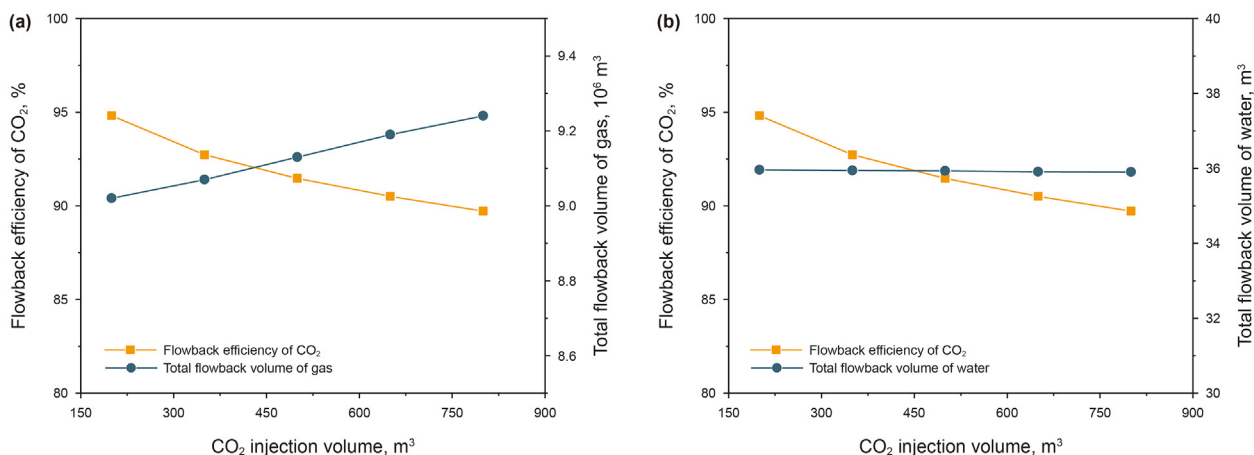 (a)
100
95
90
85
80
Flowback efficiency of CO₂, %
9.4
9.2
9.0
8.8
8.6
Total flowback volume of gas, 10⁶ m³
Flowback efficiency of CO₂
Total flowback volume of gas
150 300 450 600 750 900
CO₂ injection volume, m³
(b)
100
95
90
85
80
Flowback efficiency of CO₂, %
40
38
36
34
32
30
Total flowback volume of water, m³
Flowback efficiency of CO₂
Total flowback volume of water
150 300 450 600 750 900
CO₂ injection volume, m³